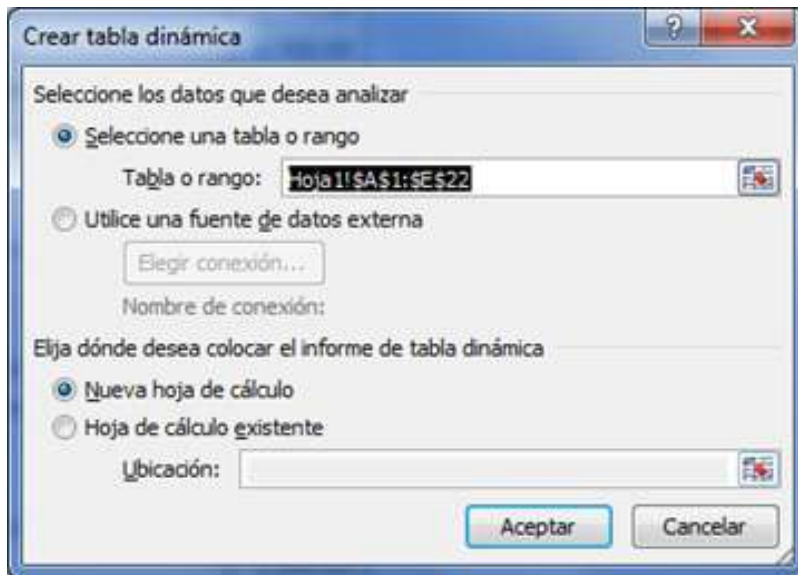 Crear tabla dinámica
Seleccione los datos que desea analizar
Seleccione una tabla o rango
Tabla o rango: Hoja1!$A$1:$E$22
Utilice una fuente de datos externa
Elegir conexión...
Nombre de conexión:
Elija dónde desea colocar el informe de tabla dinámica
Nueva hoja de cálculo
Hoja de cálculo existente
Ubicación:
Aceptar Cancelar